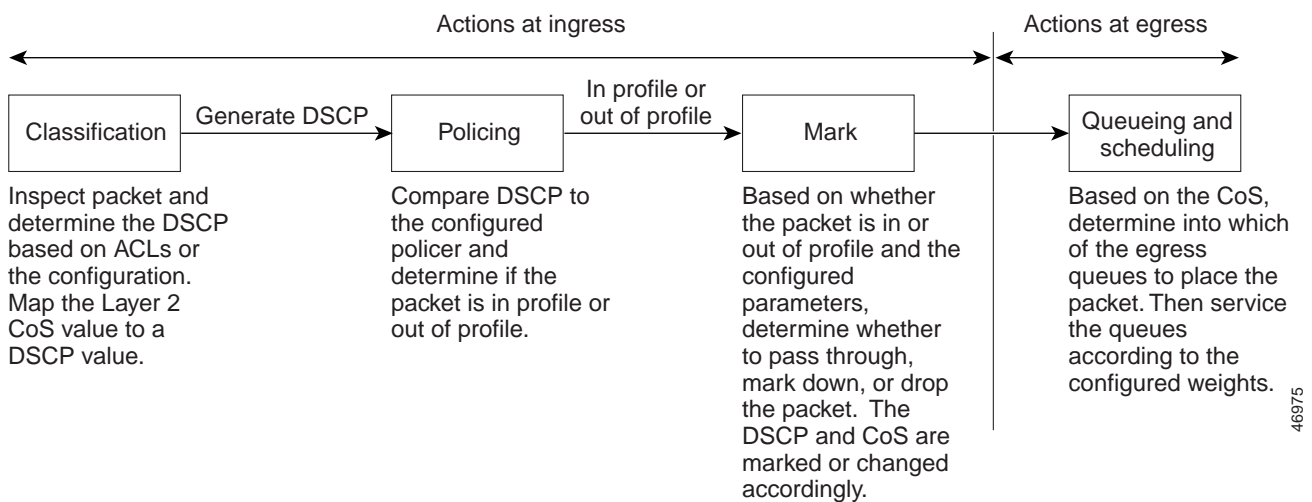 Actions at ingress
Actions at egress
Classification
Generate DSCP
Policing
In profile or
out of profile
Mark
Queueing and
scheduling
Inspect packet and
determine the DSCP
based on ACLs or
the configuration.
Map the Layer 2
CoS value to a
DSCP value.
Compare DSCP to
the configured
policer and
determine if the
packet is in profile or
out of profile.
Based on whether
the packet is in or
out of profile and the
configured
parameters,
determine whether
to pass through,
mark down, or drop
the packet. The
DSCP and CoS are
marked or changed
accordingly.
Based on the CoS,
determine into which
of the egress
queues to place the
packet. Then service
the queues
according to the
configured weights.
46975